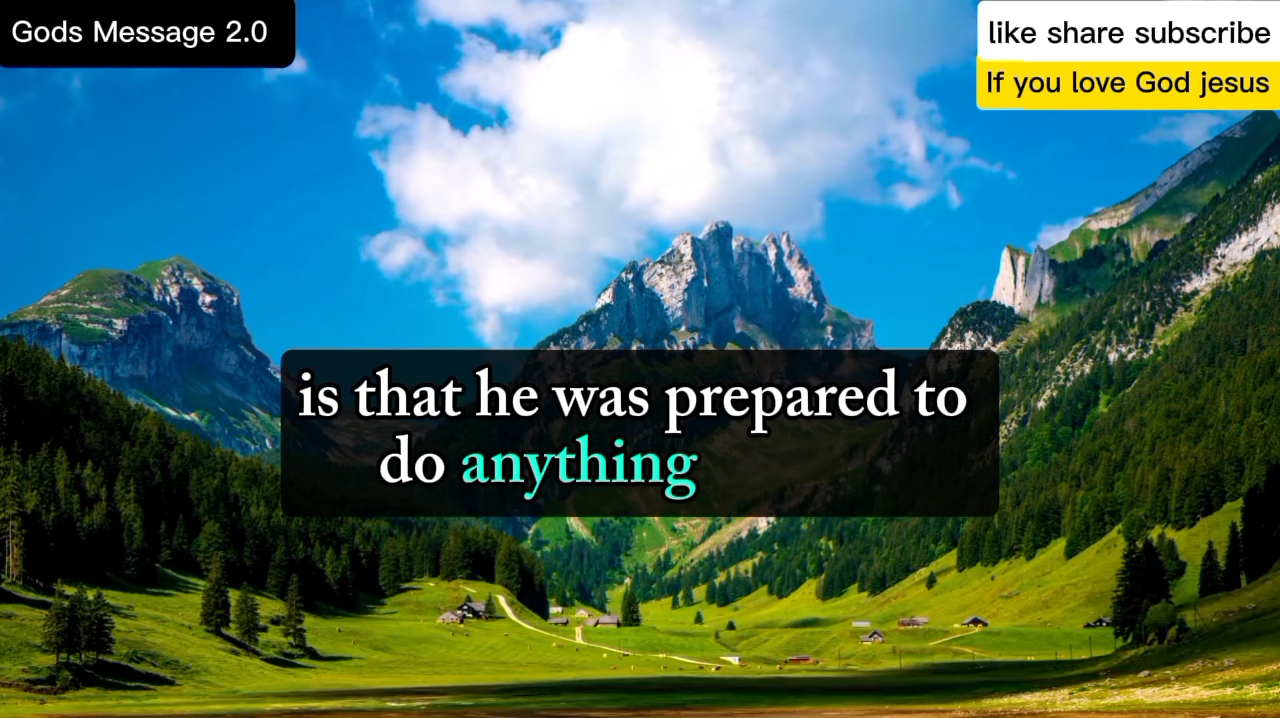 Gods Message 2.0
like share subscribe
If you love God jesus
is that he was prepared to
do anything